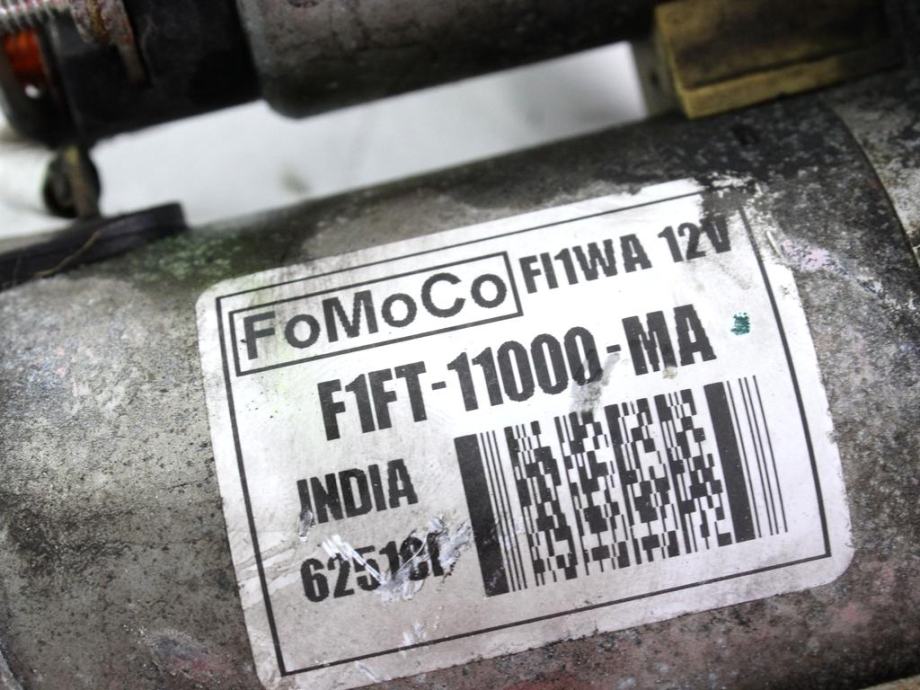 FoMoCo FI1WA 12V
F1FT-11000-MA
INDIA